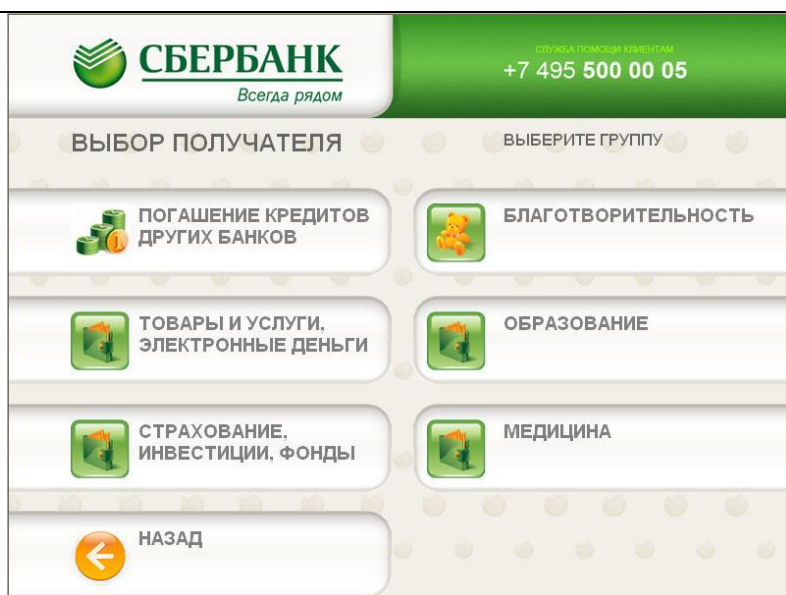 СБЕРБАНК
Всегда рядом
СЛУЖБА ПОМОЩИ КЛИЕНТАМ
+7 495 500 00 05
ВЫБОР ПОЛУЧАТЕЛЯ
ВЫБЕРИТЕ ГРУППУ
ПОГАШЕНИЕ КРЕДИТОВ
ДРУГИХ БАНКОВ
БЛАГОТВОРИТЕЛЬНОСТЬ
ТОВАРЫ И УСЛУГИ,
ЭЛЕКТРОННЫЕ ДЕНЬГИ
ОБРАЗОВАНИЕ
СТРАХОВАНИЕ,
ИНВЕСТИЦИИ, ФОНДЫ
МЕДИЦИНА
НАЗАД